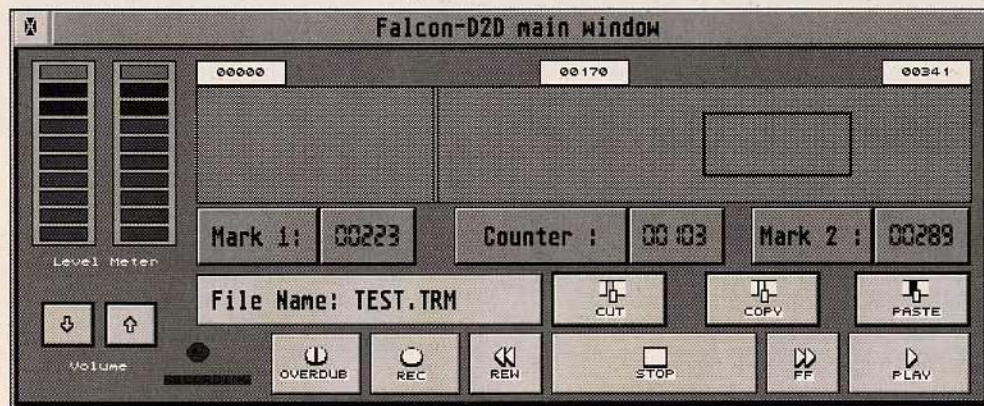 Falcon-D2D main window
00000
00170
00341
Mark 1: 00223
Counter : 00103
Mark 2 : 00289
Level Meter
File Name: TEST.TRM
CUT
COPY
PASTE
Volume
RECORDING
OVERDUB
REC
REW
STOP
FF
PLAY